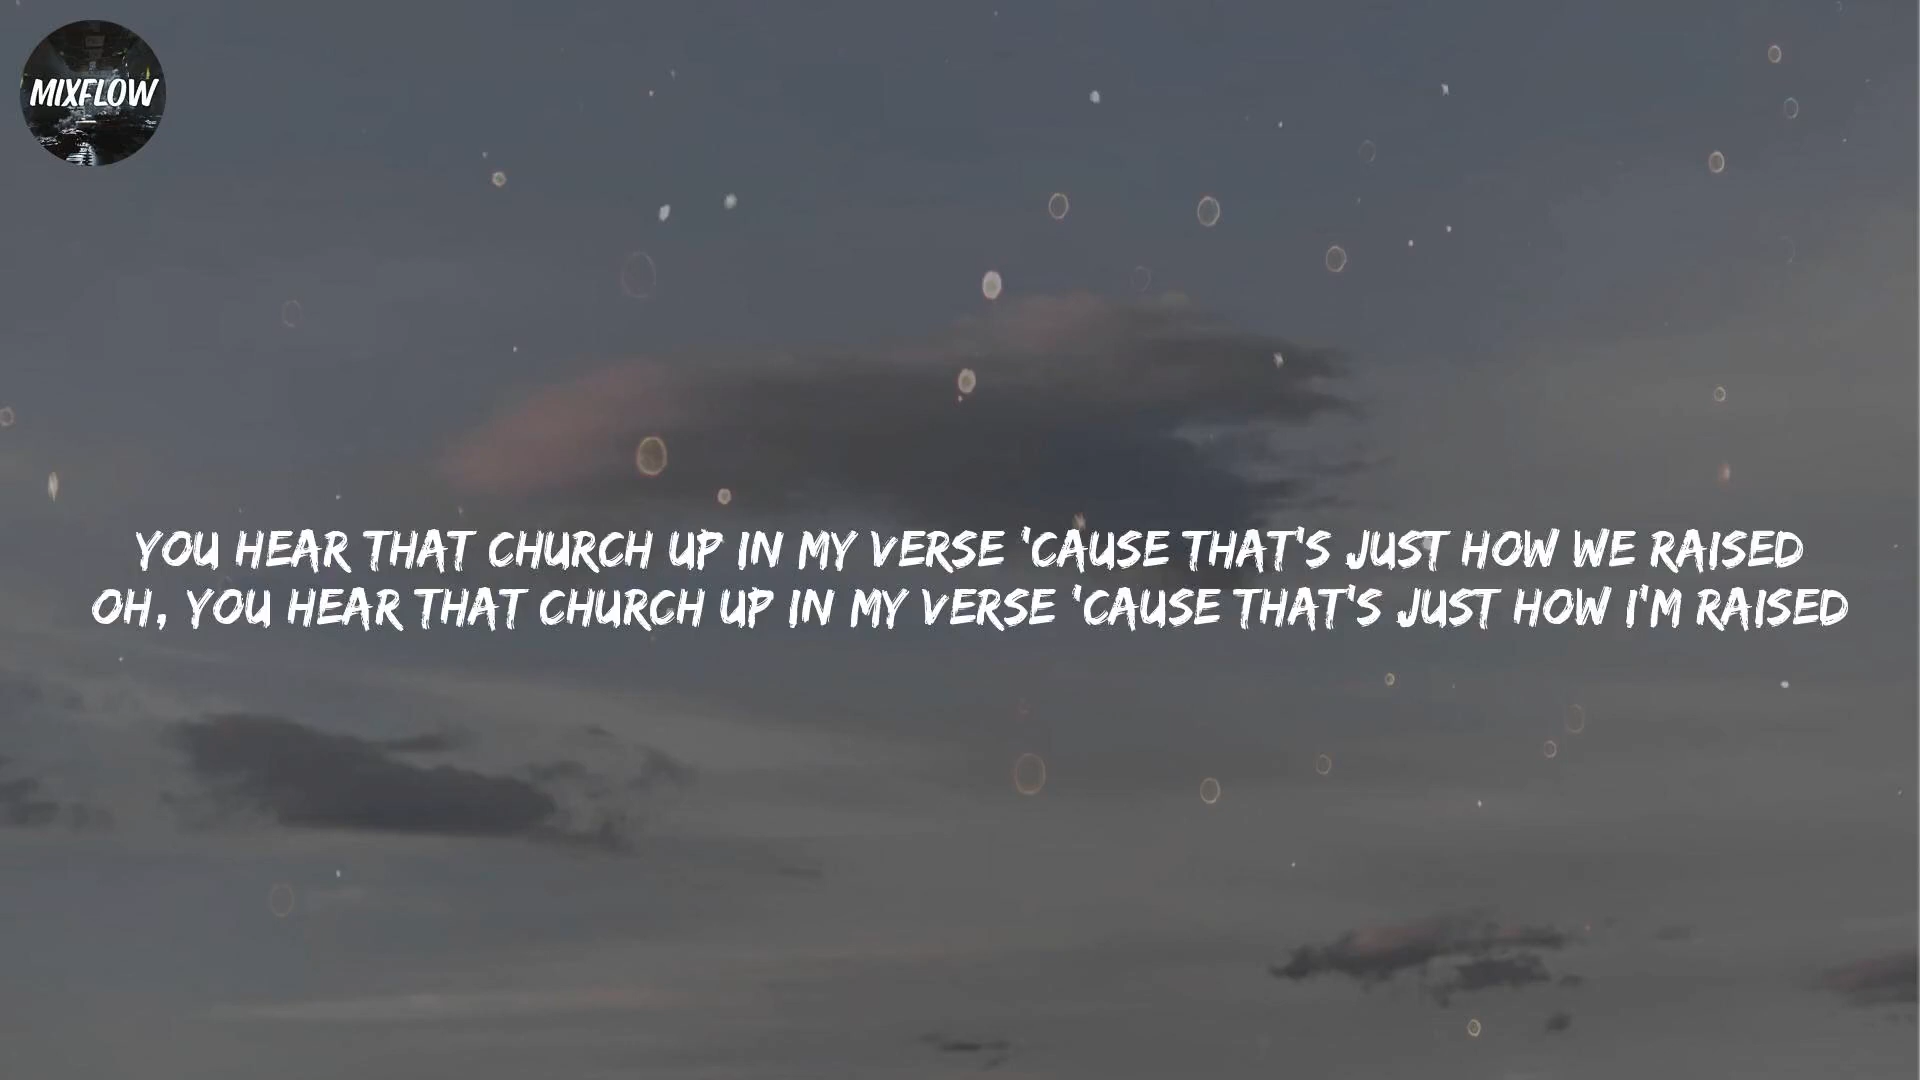 MIXFLOW
YOU HEAR THAT CHURCH UP IN MY VERSE 'CAUSE THAT'S JUST HOW WE RAISED
OH, YOU HEAR THAT CHURCH UP IN MY VERSE 'CAUSE THAT'S JUST HOW I'M RAISED